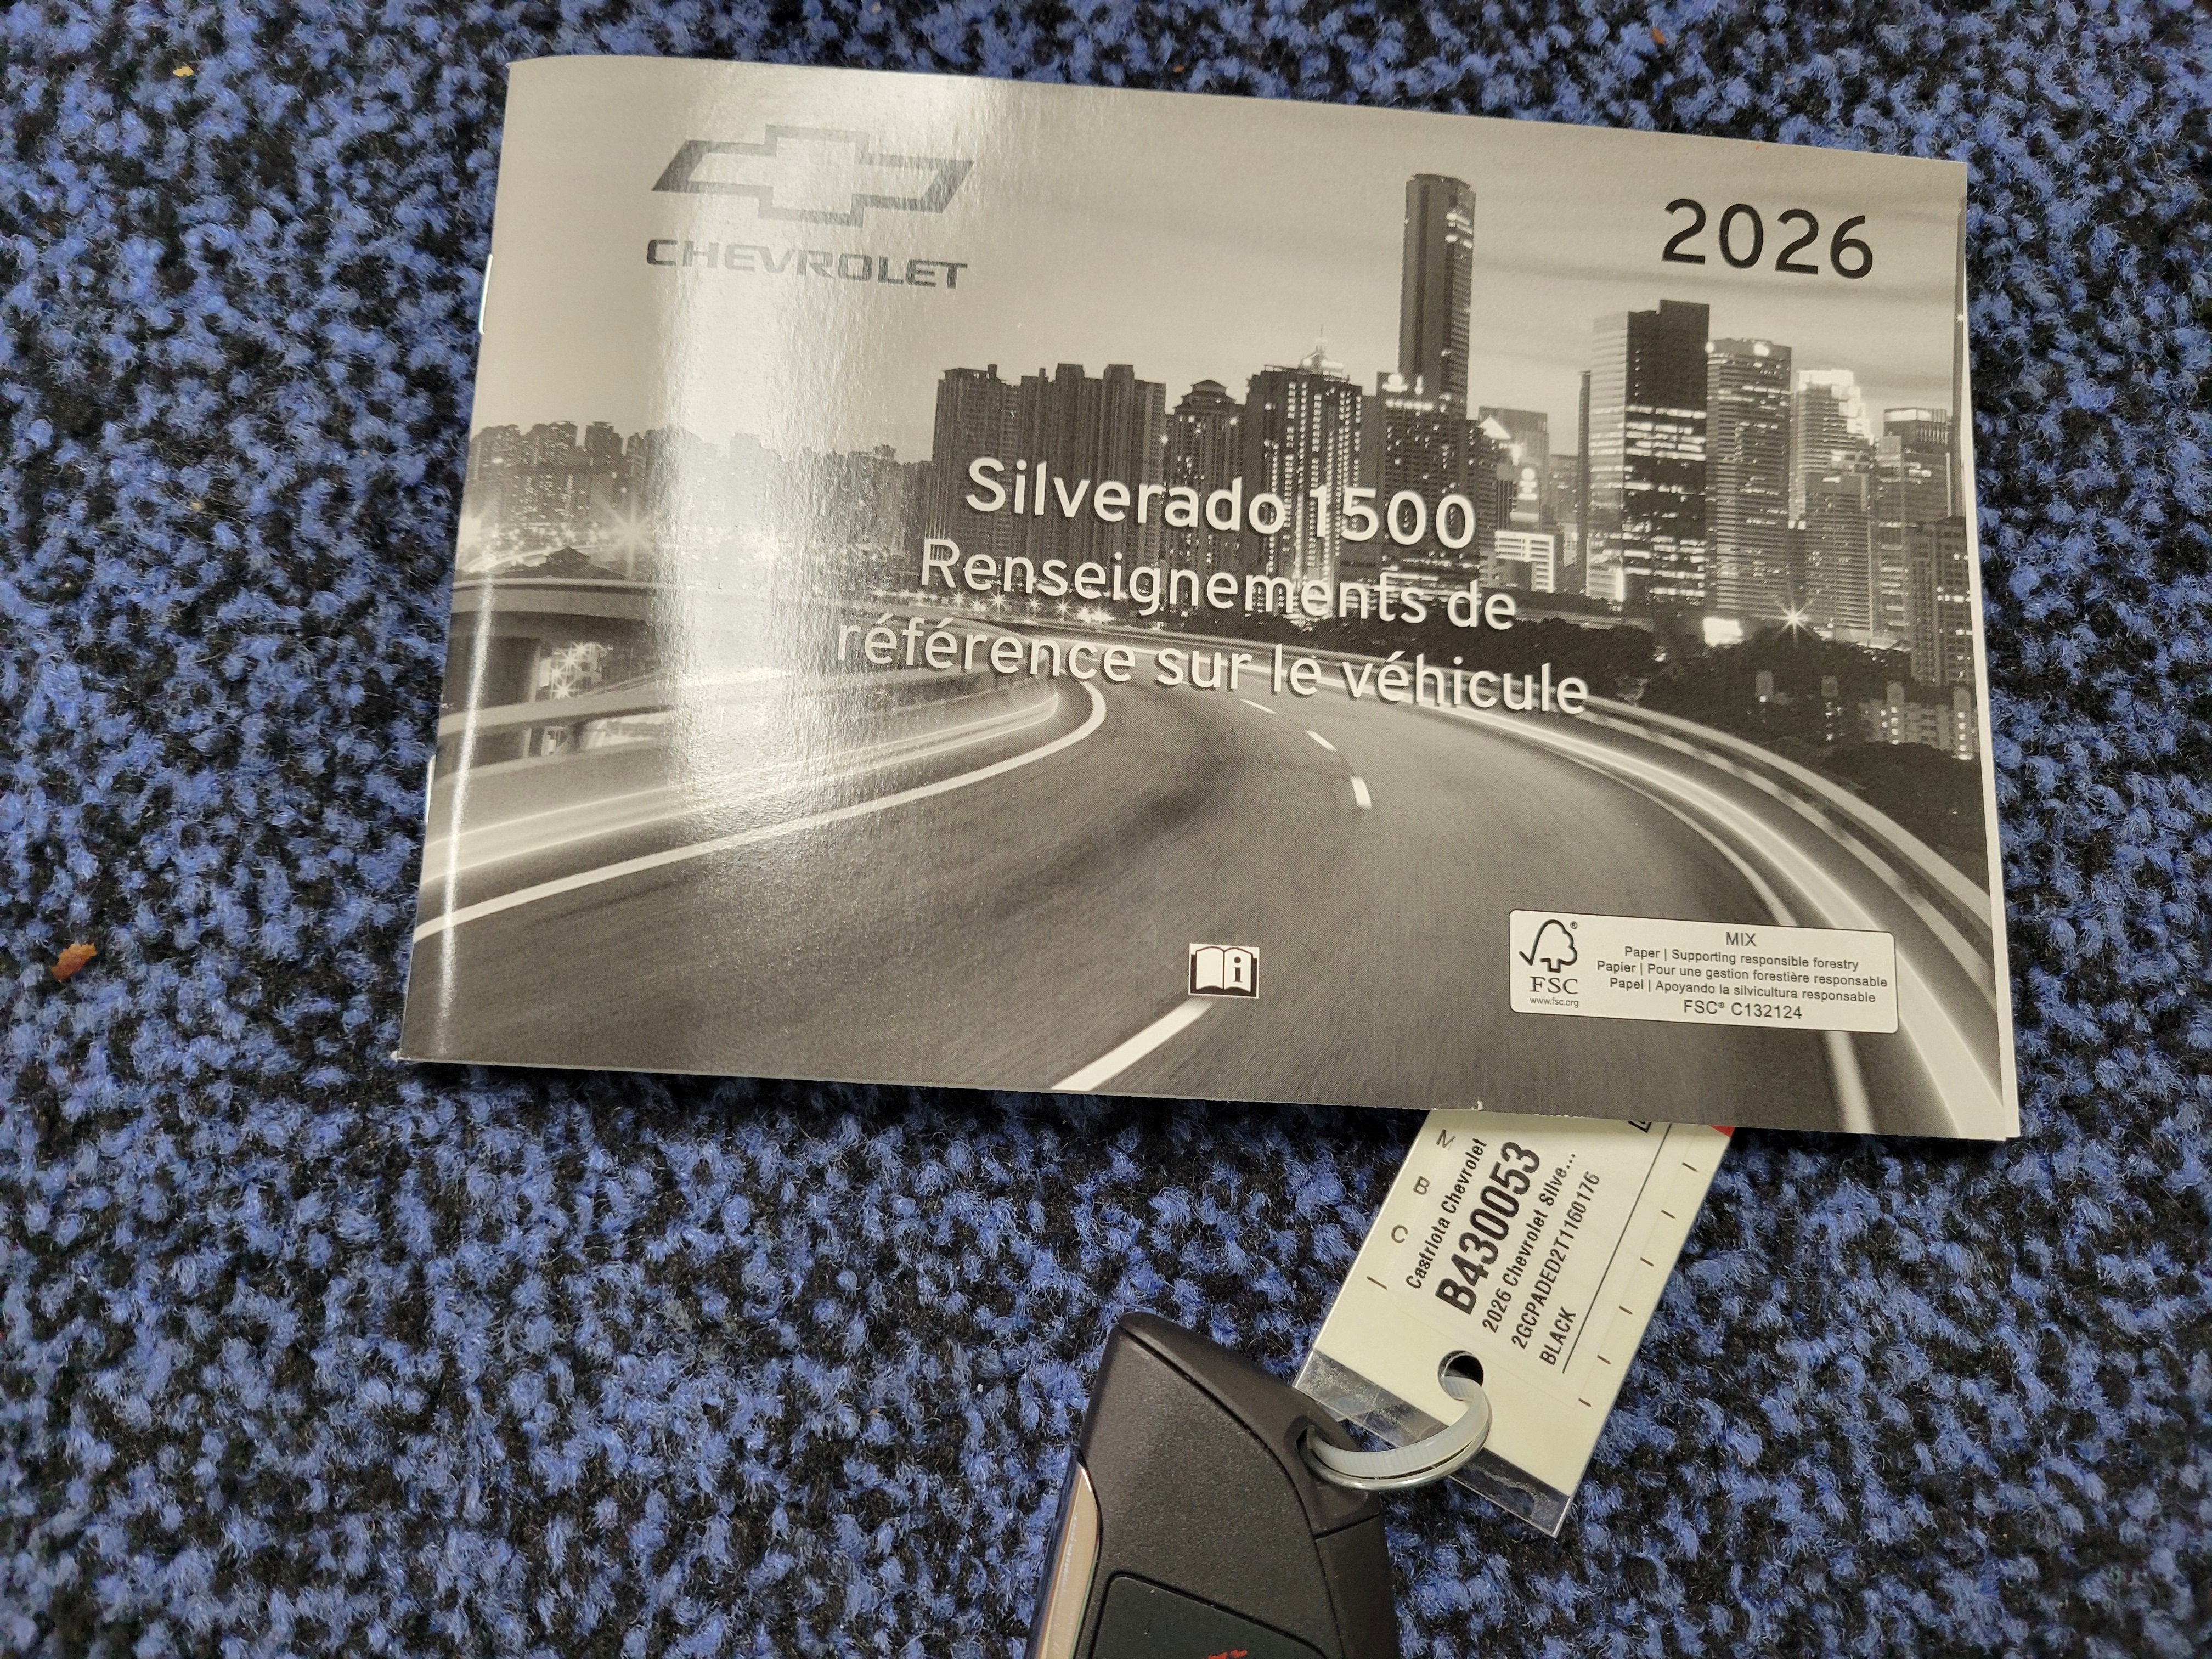 CHEVROLET
2026
Silverado 1500
Renseignements de
référence sur le véhicule
i
FSC
www.fsc.org
MIX
Paper | Supporting responsible forestry
Papier | Pour une gestion forestière responsable
Papel | Apoyando la silvicultura responsable
FSC® C132124
N
B
C
I
Castriota Chevrolet
B430053
2026 Chevrolet Silve...
2GCPADED2T1160176
BLACK